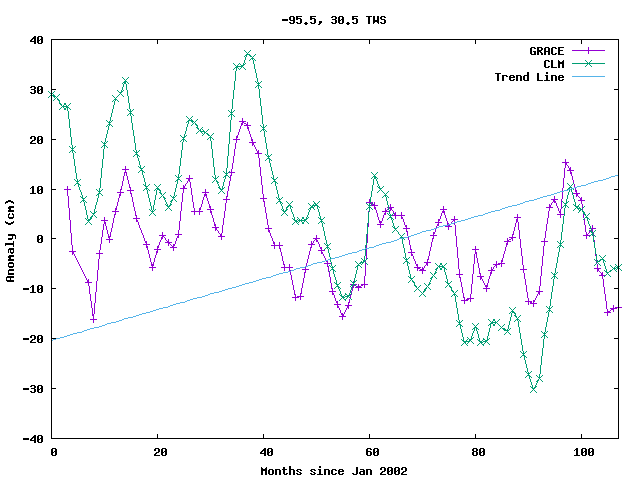 -95.5, 30.5 TWS
GRACE
CLM
Trend Line
40
30
20
10
0
-10
-20
-30
-40
Anomaly (cm)
0 20 40 60 80 100
Months since Jan 2002